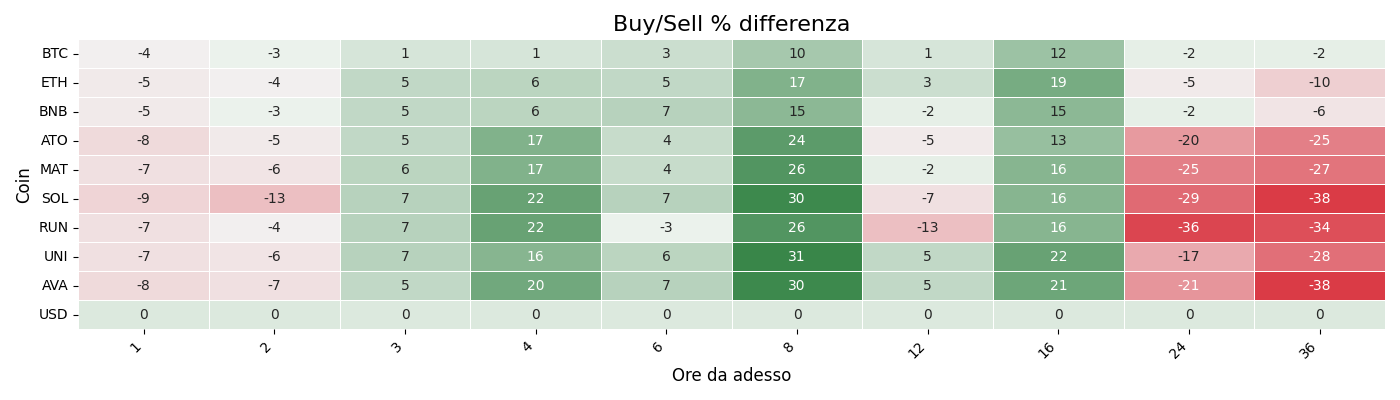 Buy/Sell % differenza
Coin
BTC -4 -3 1 1 3 10 1 12 -2 -2
ETH -5 -4 5 6 5 17 3 19 -5 -10
BNB -5 -3 5 6 7 15 -2 15 -2 -6
ATO -8 -5 5 17 4 24 -5 13 -20 -25
MAT -7 -6 6 17 4 26 -2 16 -25 -27
SOL -9 -13 7 22 7 30 -7 16 -29 -38
RUN -7 -4 7 22 -3 26 -13 16 -36 -34
UNI -7 -6 7 16 6 31 5 22 -17 -28
AVA -8 -7 5 20 7 30 5 21 -21 -38
USD 0 0 0 0 0 0 0 0 0 0
1 2 3 4 6 8 12 16 24 36
Ore da adesso